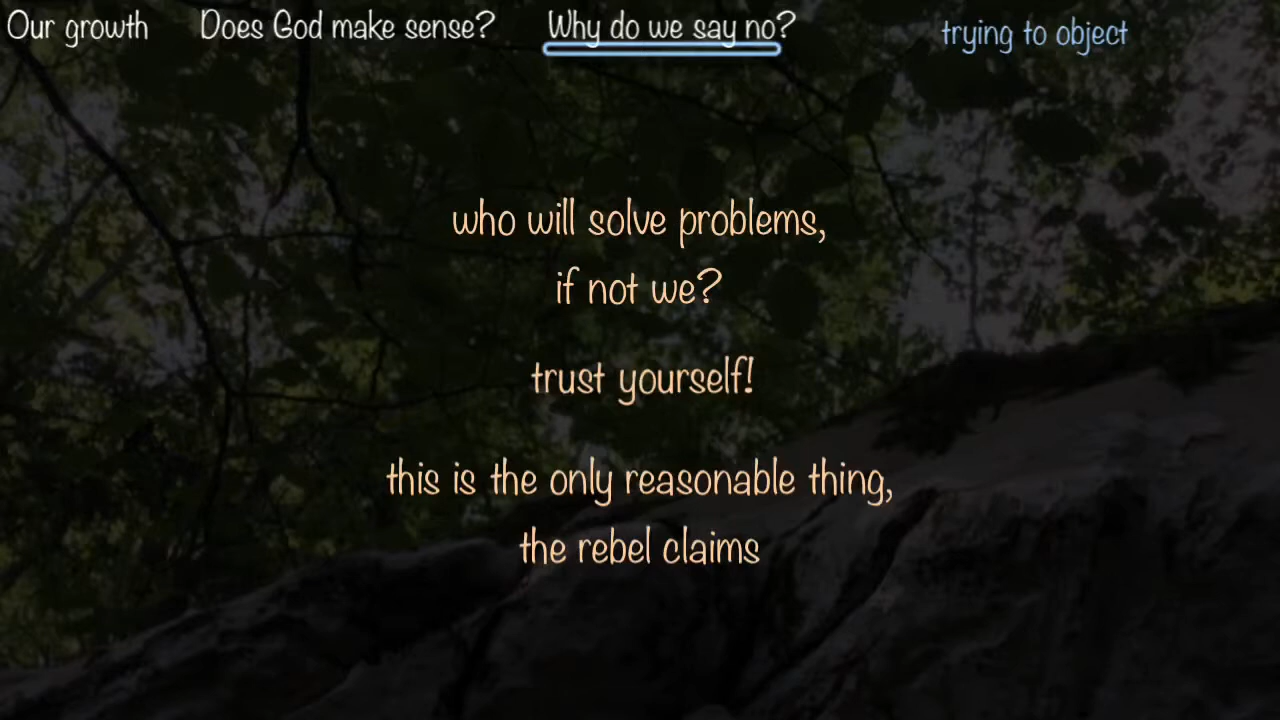 Our growth
Does God make sense?
Why do we say no?
trying to object
who will solve problems,
if not we?
trust yourself!
this is the only reasonable thing,
the rebel claims